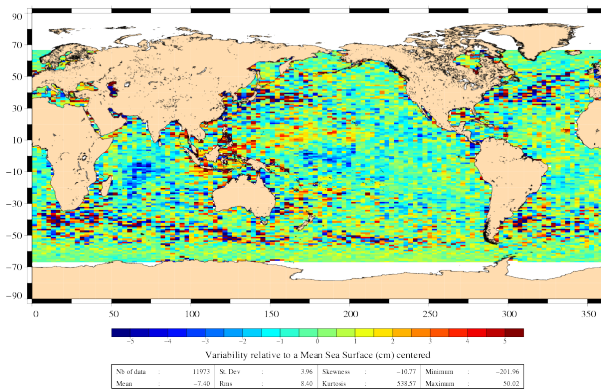 90
70
50
30
10
−10
−30
−50
−70
−90
0 50 100 150 200 250 300 350
−5 −4 −3 −2 −1 0 1 2 3 4 5
Variability relative to a Mean Sea Surface (cm) centered
Nb of data : 11973 St. Dev : 3.96 Skewness : −10.77 Minimum : −201.96
Mean : −7.40 Rms : 8.40 Kurtosis : 538.57 Maximum : 50.02